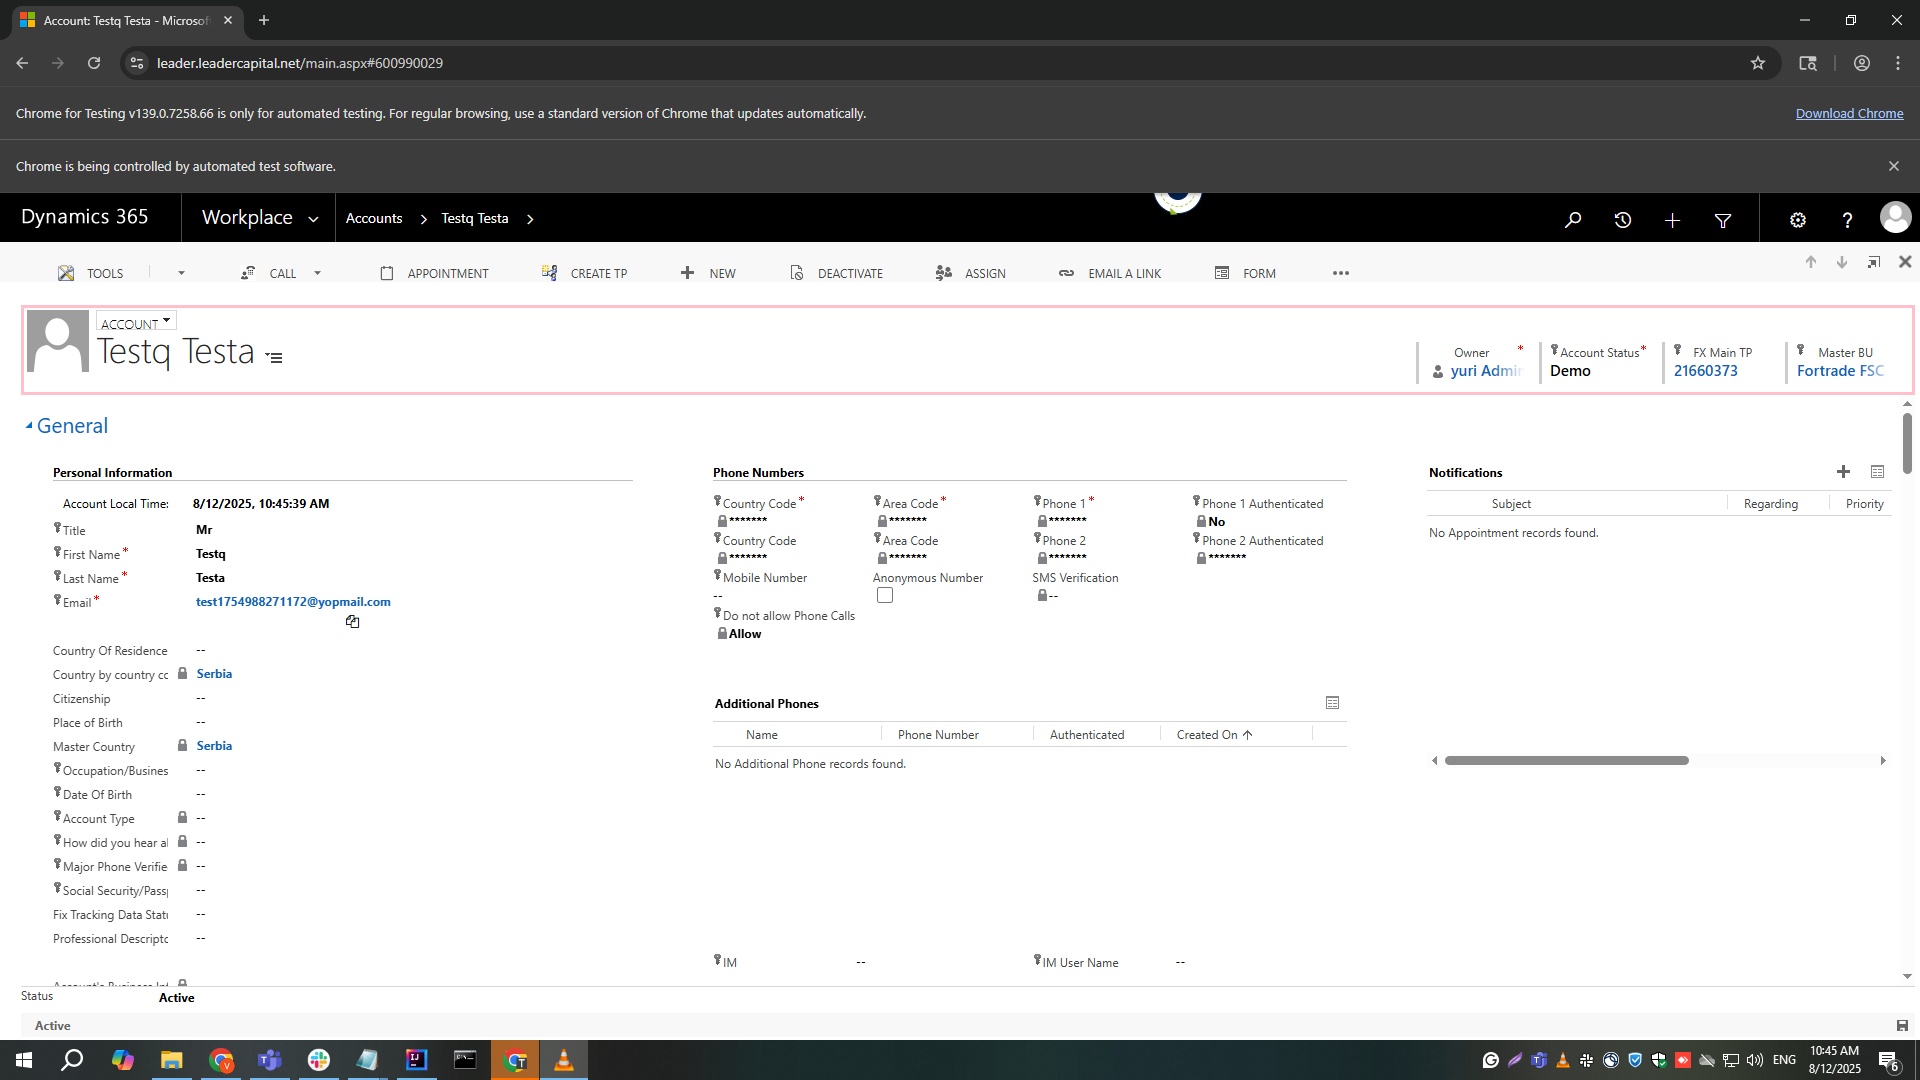 Account: Testq Testa - Microsof
leader.leadercapital.net/main.aspx#600990029
Chrome for Testing v139.0.7258.66 is only for automated testing. For regular browsing, use a standard version of Chrome that updates automatically.
Download Chrome
Chrome is being controlled by automated test software.
Dynamics 365
Workplace
Accounts
Testq Testa
TOOLS
CALL
APPOINTMENT
CREATE TP
NEW
DEACTIVATE
ASSIGN
EMAIL A LINK
FORM
ACCOUNT
Testq Testa
Owner *
yuri Admin
Account Status *
Demo
FX Main TP
21660373
Master BU
Fortrade FSC
General
Personal Information
Account Local Time: 8/12/2025, 10:45:39 AM
Title Mr
First Name * Testq
Last Name * Testa
Email * test1754988271172@yopmail.com
Country Of Residence --
Country by country cc Serbia
Citizenship --
Place of Birth --
Master Country Serbia
Occupation/Busines --
Date Of Birth --
Account Type --
How did you hear al --
Major Phone Verifie --
Social Security/Passp --
Fix Tracking Data Statu --
Professional Descripto --
Phone Numbers
Country Code * Area Code * Phone 1 * Phone 1 Authenticated
******* ******* ******* No
Country Code Area Code Phone 2 Phone 2 Authenticated
******* ******* ******* *******
Mobile Number Anonymous Number SMS Verification
-- --
Do not allow Phone Calls
Allow
Additional Phones
Name Phone Number Authenticated Created On
No Additional Phone records found.
IM -- IM User Name --
Notifications
Subject Regarding Priority
No Appointment records found.
Status Active
Active
ENG
10:45 AM
8/12/2025
6